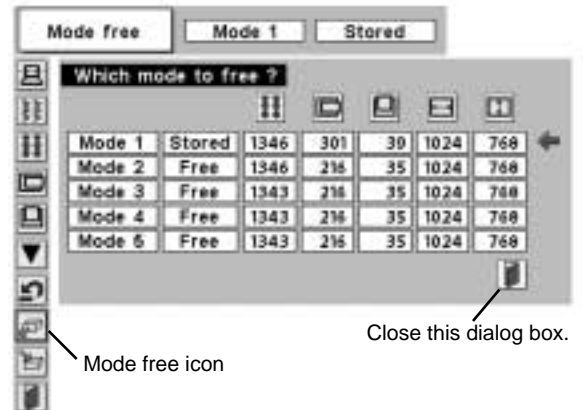 Mode free Mode 1 Stored
Which mode to free ?
Mode 1 Stored 1346 301 39 1024 768
Mode 2 Free 1346 216 35 1024 768
Mode 3 Free 1343 216 35 1024 768
Mode 4 Free 1343 216 35 1024 768
Mode 5 Free 1343 216 35 1024 768
Close this dialog box.
Mode free icon